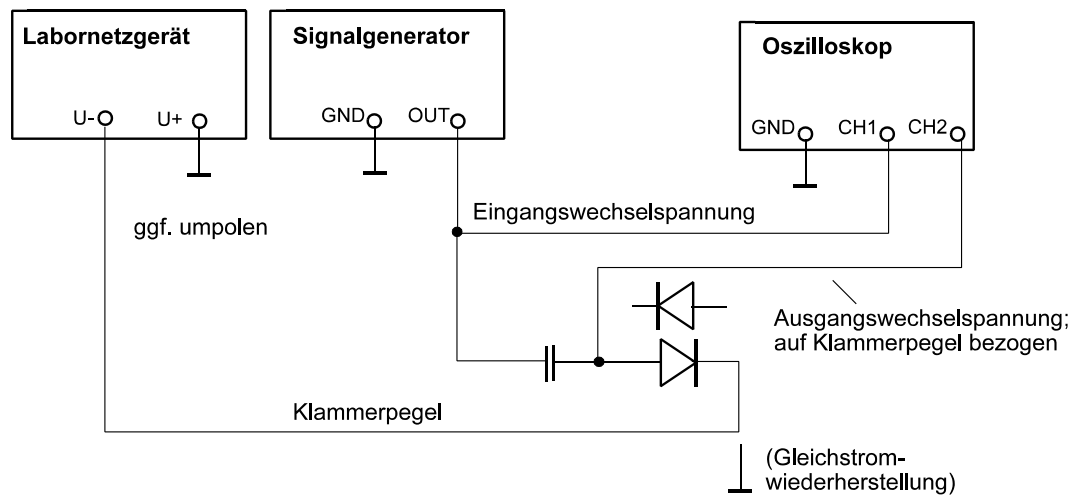 Labornetzgerät
U-
U+
Signalgenerator
GND
OUT
Oszilloskop
GND
CH1
CH2
ggf. umpolen
Eingangswechselspannung
Ausgangswechselspannung;
auf Klammerpegel bezogen
Klammerpegel
(Gleichstrom-
wiederherstellung)